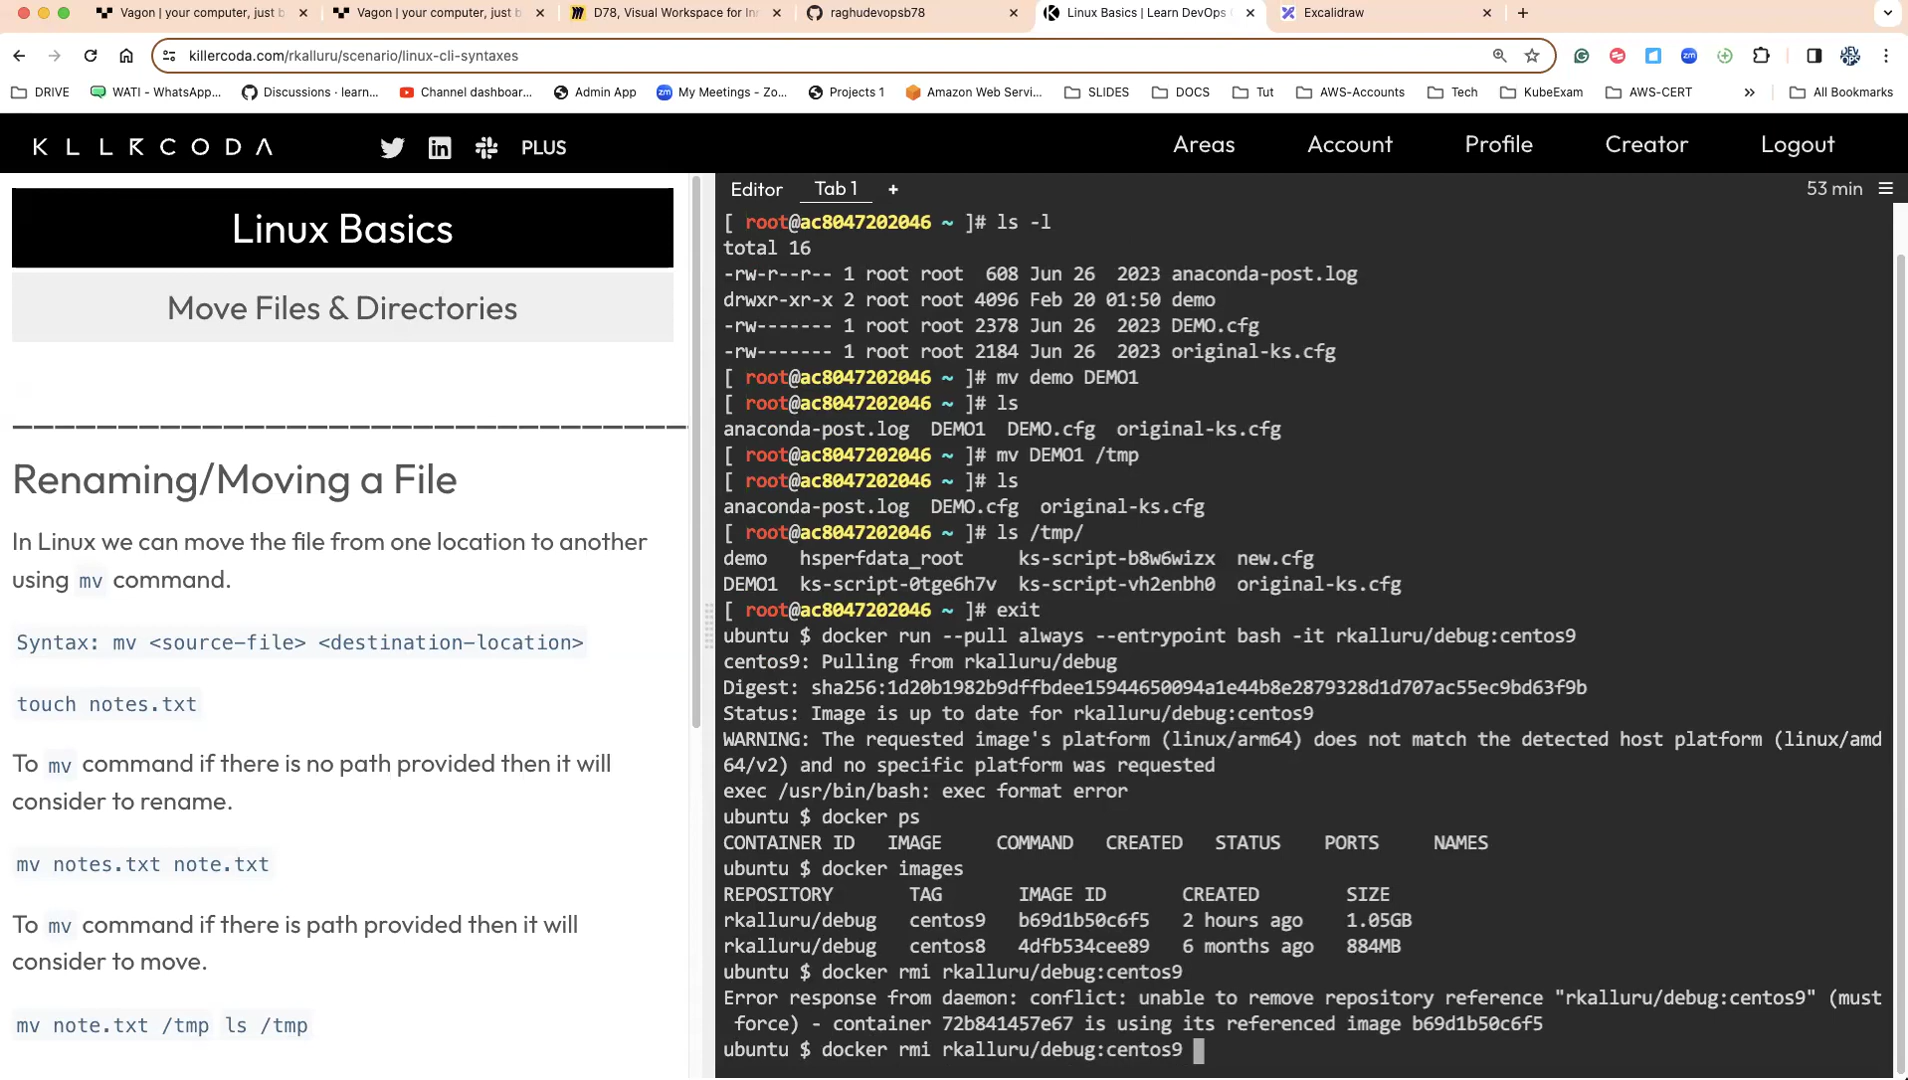 Vagon | your computer, just b
Vagon | your computer, just b
D78, Visual Workspace for Inn
raghudevopsb78
Linux Basics | Learn DevOps
Excalidraw
killercoda.com/rkalluru/scenario/linux-cli-syntaxes
DRIVE
WATI - WhatsApp...
Discussions · learn...
Channel dashboar...
Admin App
My Meetings - Zo...
Projects 1
Amazon Web Servi...
SLIDES
DOCS
Tut
AWS-Accounts
Tech
KubeExam
AWS-CERT
All Bookmarks
KLLRCODA
PLUS
Areas
Account
Profile
Creator
Logout
Linux Basics
Move Files & Directories
Renaming/Moving a File
In Linux we can move the file from one location to another
using mv command.
Syntax: mv <source-file> <destination-location>
touch notes.txt
To mv command if there is no path provided then it will
consider to rename.
mv notes.txt note.txt
To mv command if there is path provided then it will
consider to move.
mv note.txt /tmp ls /tmp
Editor
Tab 1
+
53 min
[ root@ac8047202046 ~ ]# ls -l
total 16
-rw-r--r-- 1 root root  608 Jun 26  2023 anaconda-post.log
drwxr-xr-x 2 root root 4096 Feb 20 01:50 demo
-rw------- 1 root root 2378 Jun 26  2023 DEMO.cfg
-rw------- 1 root root 2184 Jun 26  2023 original-ks.cfg
[ root@ac8047202046 ~ ]# mv demo DEMO1
[ root@ac8047202046 ~ ]# ls
anaconda-post.log  DEMO1  DEMO.cfg  original-ks.cfg
[ root@ac8047202046 ~ ]# mv DEMO1 /tmp
[ root@ac8047202046 ~ ]# ls
anaconda-post.log  DEMO.cfg  original-ks.cfg
[ root@ac8047202046 ~ ]# ls /tmp/
demo   hsperfdata_root     ks-script-b8w6wizx  new.cfg
DEMO1  ks-script-0tge6h7v  ks-script-vh2enbh0  original-ks.cfg
[ root@ac8047202046 ~ ]# exit
ubuntu $ docker run --pull always --entrypoint bash -it rkalluru/debug:centos9
centos9: Pulling from rkalluru/debug
Digest: sha256:1d20b1982b9dffbdee15944650094a1e44b8e2879328d1d707ac55ec9bd63f9b
Status: Image is up to date for rkalluru/debug:centos9
WARNING: The requested image's platform (linux/arm64) does not match the detected host platform (linux/amd
64/v2) and no specific platform was requested
exec /usr/bin/bash: exec format error
ubuntu $ docker ps
CONTAINER ID   IMAGE     COMMAND   CREATED   STATUS    PORTS     NAMES
ubuntu $ docker images
REPOSITORY       TAG       IMAGE ID       CREATED        SIZE
rkalluru/debug   centos9   b69d1b50c6f5   2 hours ago    1.05GB
rkalluru/debug   centos8   4dfb534cee89   6 months ago   884MB
ubuntu $ docker rmi rkalluru/debug:centos9
Error response from daemon: conflict: unable to remove repository reference "rkalluru/debug:centos9" (must
force) - container 72b841457e67 is using its referenced image b69d1b50c6f5
ubuntu $ docker rmi rkalluru/debug:centos9